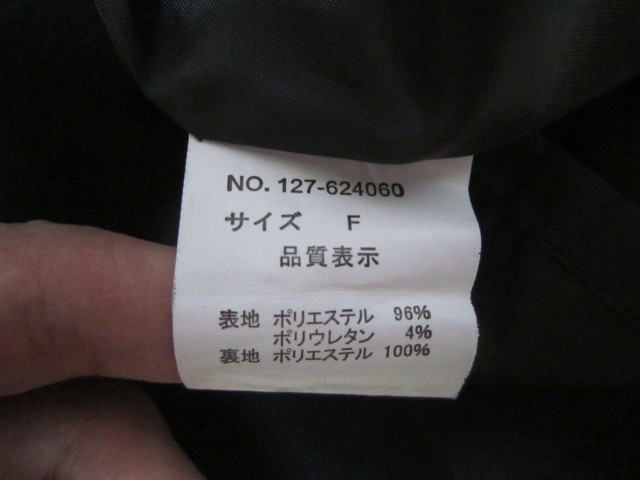 NO. 127-624060
サイズ F
品質表示
表地 ポリエステル 96%
ポリウレタン 4%
裏地 ポリエステル 100%